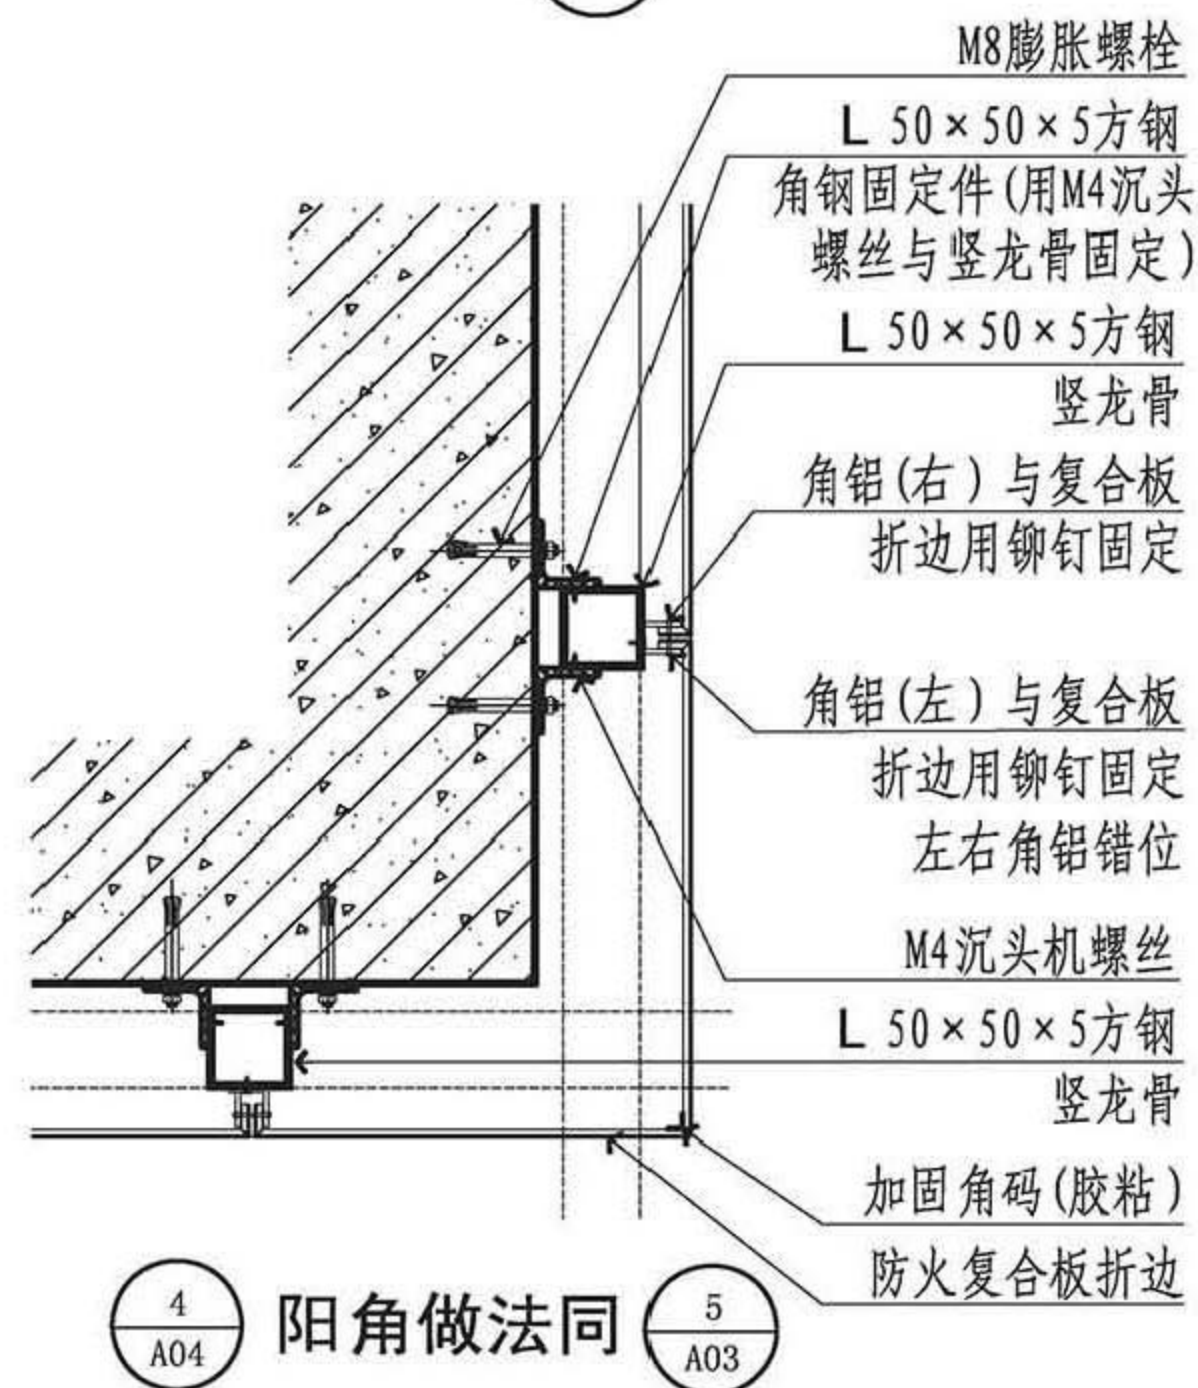 M8膨胀螺栓
L 50×50×5方钢
角钢固定件(用M4沉头
螺丝与竖龙骨固定)
L 50×50×5方钢
竖龙骨
角铝(右)与复合板
折边用铆钉固定
角铝(左)与复合板
折边用铆钉固定
左右角铝错位
M4沉头机螺丝
L 50×50×5方钢
竖龙骨
加固角码(胶粘)
防火复合板折边
4
A04
阳角做法同
5
A03